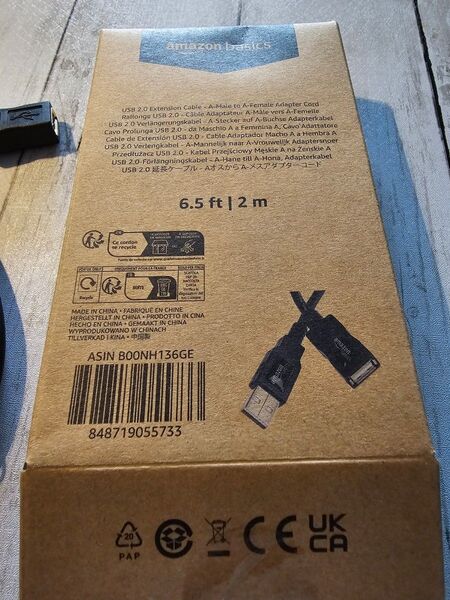 amazon basics
USB 2.0 Extension Cable - A-Male to A-Female Adapter Cord
Rallonge USB 2.0 - Câble Adaptateur A-Mâle vers A-Femelle
USB 2.0 Verlängerungskabel - A-Stecker auf A-Buchse Adapterkabel
Cavo Prolunga USB 2.0 - da Maschio A a Femmina A, Cavo Adattatore
Cable de Extensión USB 2.0 - Cable Adaptador Macho A a Hembra A
USB 2.0 Verlengkabel - A-Mannelijk naar A-Vrouwelijk Adaptersnoer
Przedłużacz USB 2.0 - Kabel Przejściowy Męskie A na Żeńskie A
USB 2.0 Förlängningskabel - A-Hane till A-Hona, Adapterkabel
USB 2.0 延長ケーブル - Aオスから A-メスアダプターコード
6.5 ft | 2 m
FR
Ce cordon
se recycle
Recycle
MADE IN CHINA • FABRIQUÉ EN CHINE
HERGESTELLT IN CHINA • PRODOTTO IN CINA
HECHO EN CHINA • GEMAAKT IN CHINA
WYPRODUKOWANO W CHINACH
TILLVERKAD I KINA • 中国製
ASIN B00NH136GE
848719055733
amazon
20
PAP
CE
UK
CA